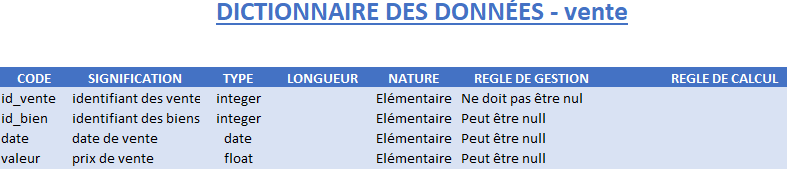 DICTIONNAIRE DES DONNÉES - vente
CODE SIGNIFICATION TYPE LONGUEUR NATURE REGLE DE GESTION REGLE DE CALCUL
id_vente identifiant des vente integer Elémentaire Ne doit pas être nul
id_bien identifiant des biens integer Elémentaire Peut être null
date date de vente date Elémentaire Peut être null
valeur prix de vente float Elémentaire Peut être null